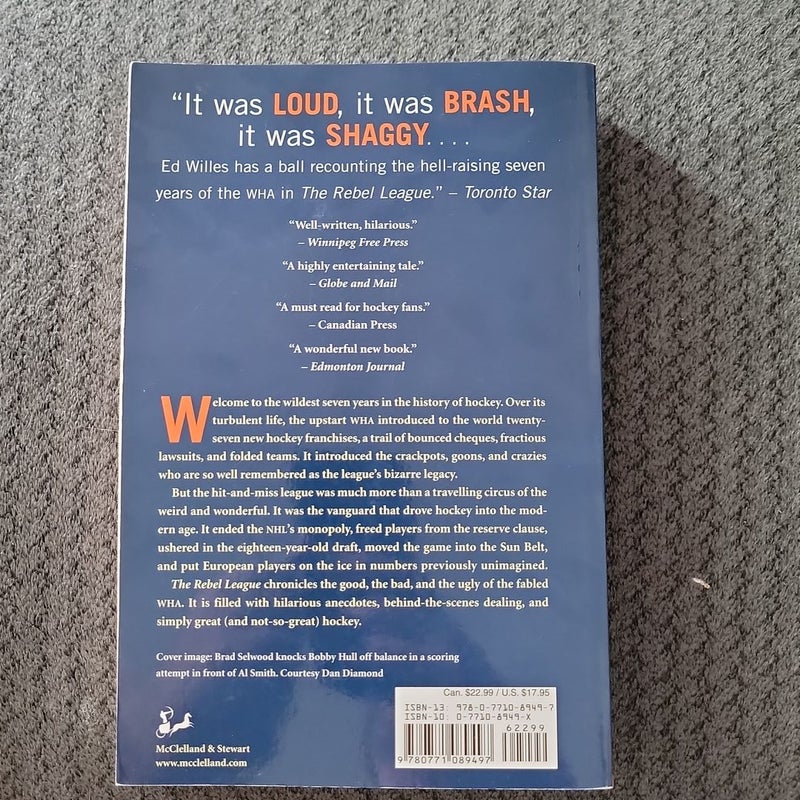 “It was LOUD, it was BRASH,
it was SHAGGY. . . .
Ed Willes has a ball recounting the hell-raising seven
years of the WHA in The Rebel League.” – Toronto Star
“Well-written, hilarious.”
– Winnipeg Free Press
“A highly entertaining tale.”
– Globe and Mail
“A must read for hockey fans.”
– Canadian Press
“A wonderful new book.”
– Edmonton Journal
Welcome to the wildest seven years in the history of hockey. Over its
turbulent life, the upstart WHA introduced to the world twenty-
seven new hockey franchises, a trail of bounced cheques, fractious
lawsuits, and folded teams. It introduced the crackpots, goons, and crazies
who are so well remembered as the league’s bizarre legacy.
But the hit-and-miss league was much more than a travelling circus of the
weird and wonderful. It was the vanguard that drove hockey into the mod-
ern age. It ended the NHL’s monopoly, freed players from the reserve clause,
ushered in the eighteen-year-old draft, moved the game into the Sun Belt,
and put European players on the ice in numbers previously unimagined.
The Rebel League chronicles the good, the bad, and the ugly of the fabled
WHA. It is filled with hilarious anecdotes, behind-the-scenes dealing, and
simply great (and not-so-great) hockey.
Cover image: Brad Selwood knocks Bobby Hull off balance in a scoring
attempt in front of Al Smith. Courtesy Dan Diamond
Can. $22.99 / U.S. $17.95
ISBN-13: 978-0-7710-8949-7
ISBN-10: 0-7710-8949-X
62299
9 780771 089497
McClelland & Stewart
www.mcclelland.com